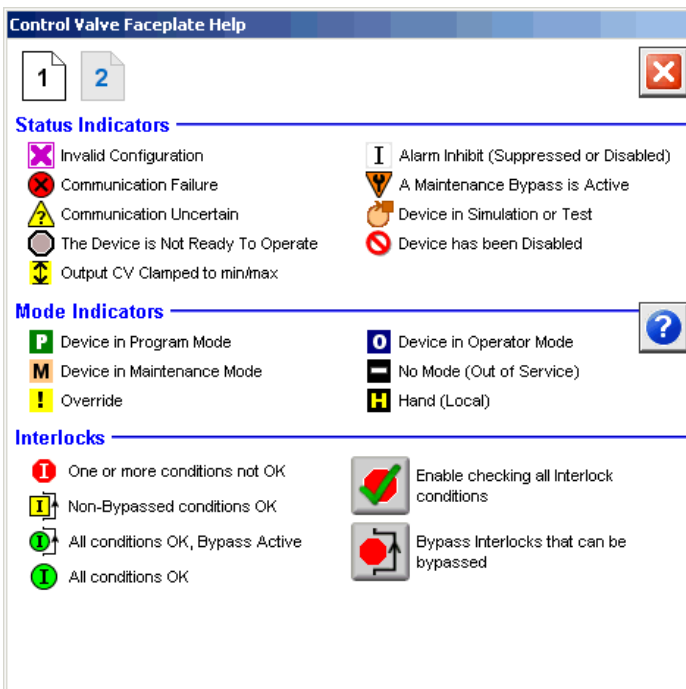 Control Valve Faceplate Help
1
2
Status Indicators
Invalid Configuration
I Alarm Inhibit (Suppressed or Disabled)
Communication Failure
A Maintenance Bypass is Active
? Communication Uncertain
Device in Simulation or Test
The Device is Not Ready To Operate
Device has been Disabled
Output CV Clamped to min/max
Mode Indicators
?
P Device in Program Mode
O Device in Operator Mode
M Device in Maintenance Mode
No Mode (Out of Service)
! Override
H Hand (Local)
Interlocks
I One or more conditions not OK
Enable checking all Interlock
conditions
I Non-Bypassed conditions OK
I All conditions OK, Bypass Active
Bypass Interlocks that can be
bypassed
I All conditions OK